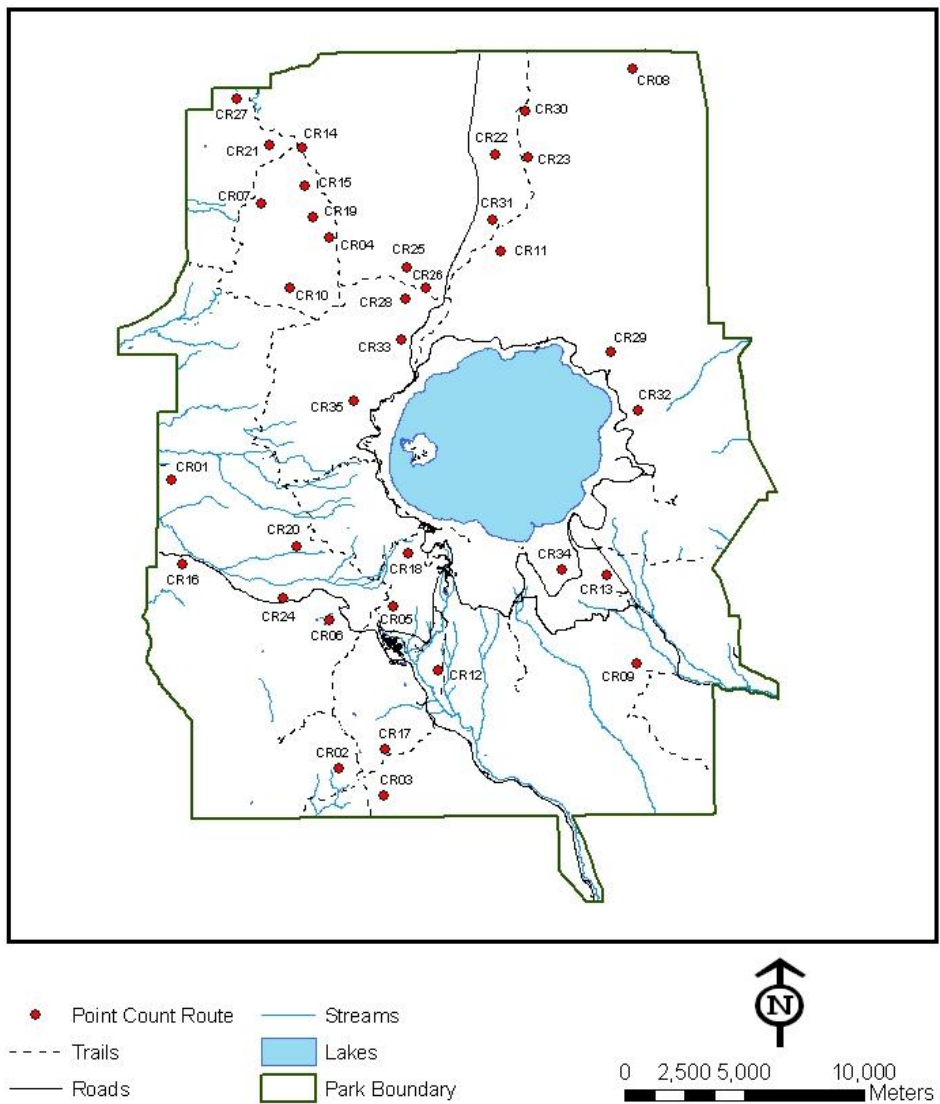 CR08
CR27
CR30
CR14
CR21
CR22
CR23
CR15
CR07
CR19
CR31
CR04
CR25
CR11
CR26
CR10
CR28
CR33
CR29
CR35
CR32
CR01
CR20
CR18
CR34
CR16
CR13
CR24
CR05
CR06
CR12
CR09
CR17
CR02
CR03
N
Point Count Route
Streams
Trails
Lakes
Roads
Park Boundary
0 2,500 5,000 10,000
Meters